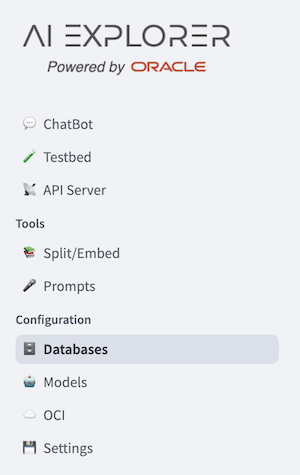 AI EXPLORER
Powered by ORACLE
ChatBot
Testbed
API Server
Tools
Split/Embed
Prompts
Configuration
Databases
Models
OCI
Settings